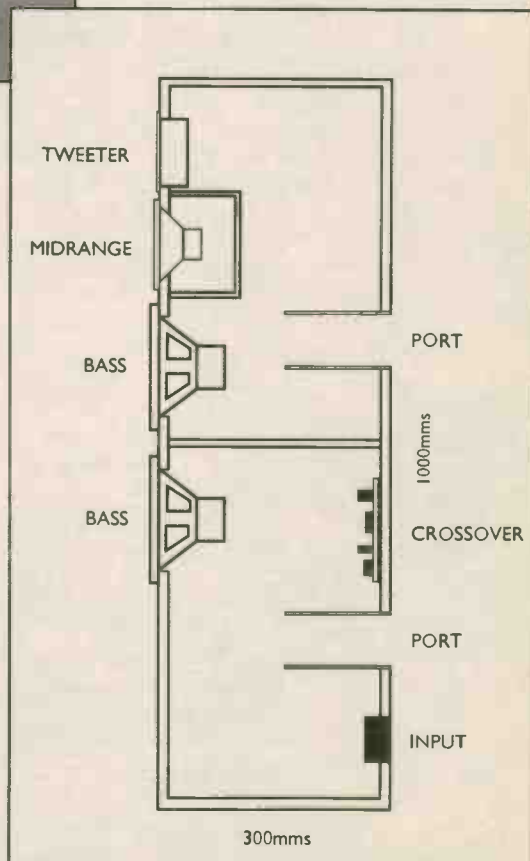 TWEETER
MIDRANGE
BASS
BASS
PORT
1000mms
CROSSOVER
PORT
INPUT
300mms